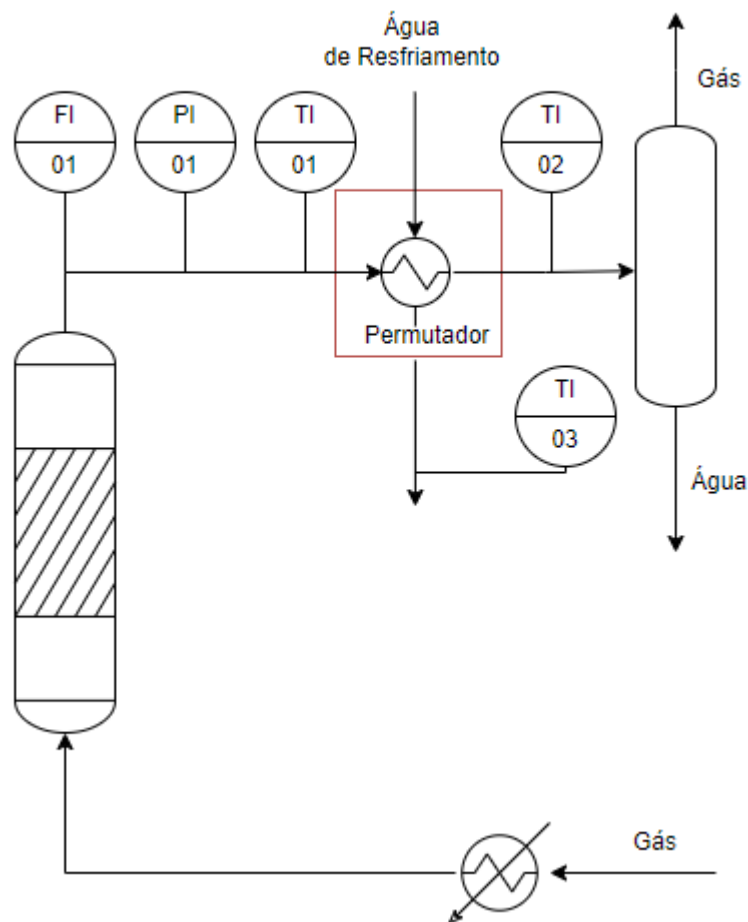 Água
de Resfriamento
Gás
FI
01
PI
01
TI
01
TI
02
Permutador
TI
03
Água
Gás